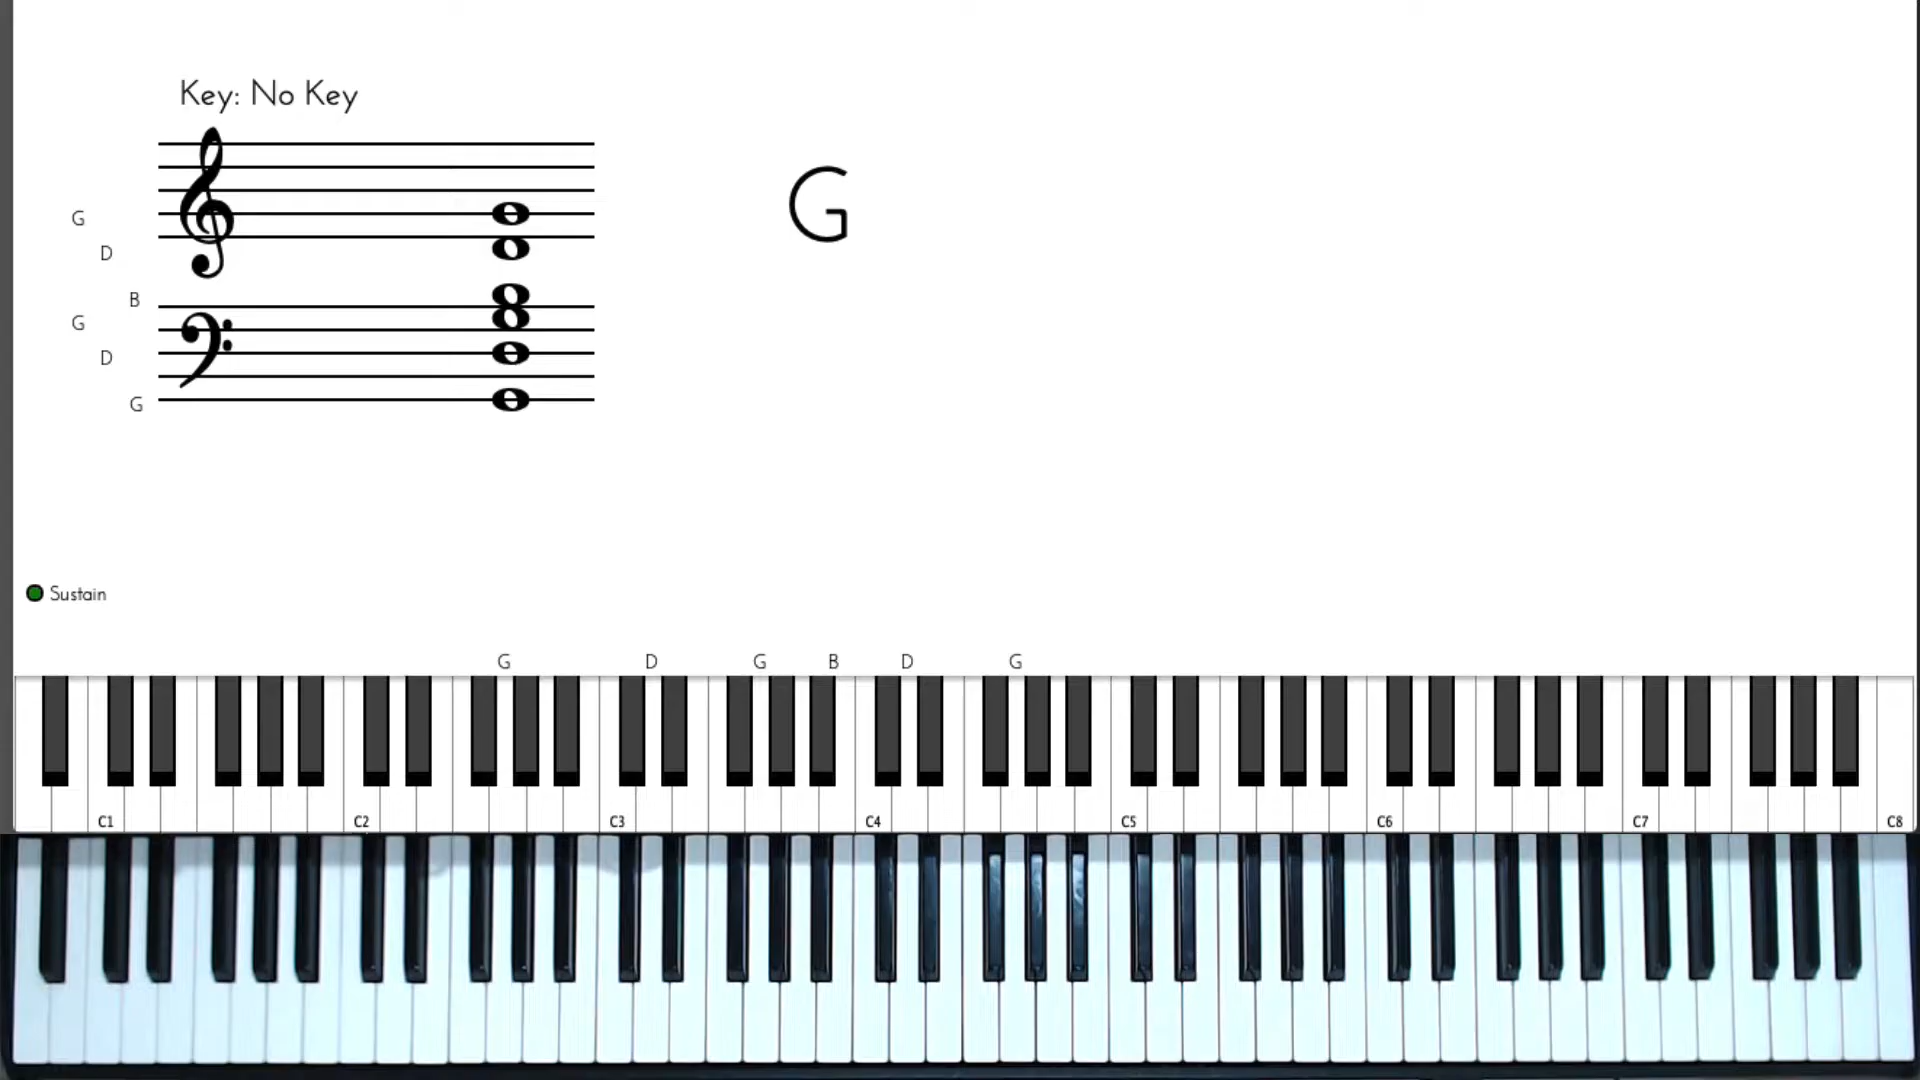 Key: No Key
G
G
D
B
G
D
G
Sustain
G D G B D G
C1 C2 C3 C4 C5 C6 C7 C8